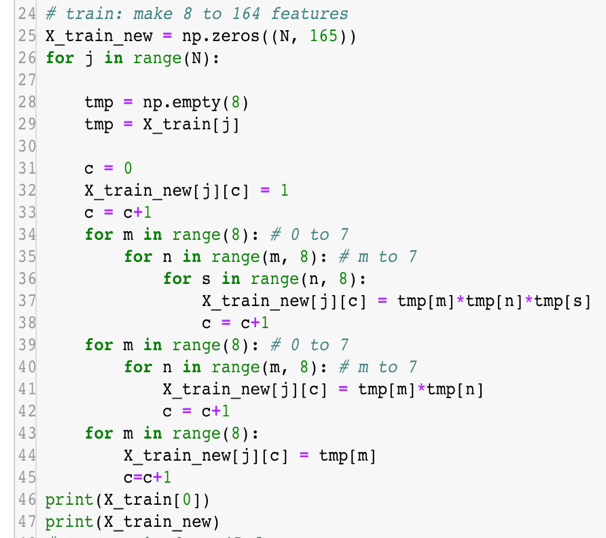 24 # train: make 8 to 164 features
25 X_train_new = np.zeros((N, 165))
26 for j in range(N):
27
28     tmp = np.empty(8)
29     tmp = X_train[j]
30
31     c = 0
32     X_train_new[j][c] = 1
33     c = c+1
34     for m in range(8): # 0 to 7
35         for n in range(m, 8): # m to 7
36             for s in range(n, 8):
37                 X_train_new[j][c] = tmp[m]*tmp[n]*tmp[s]
38                 c = c+1
39     for m in range(8): # 0 to 7
40         for n in range(m, 8): # m to 7
41             X_train_new[j][c] = tmp[m]*tmp[n]
42             c = c+1
43     for m in range(8):
44         X_train_new[j][c] = tmp[m]
45         c=c+1
46 print(X_train[0])
47 print(X_train_new)